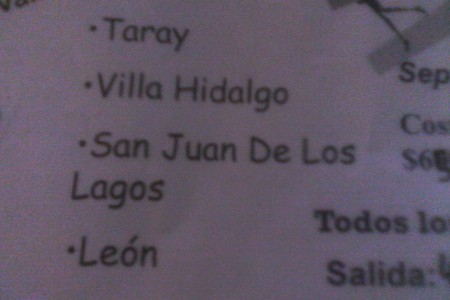 ·Taray
·Villa Hidalgo
·San Juan De Los
Lagos
·León
Sep
Cos
Todos lo
Salida: